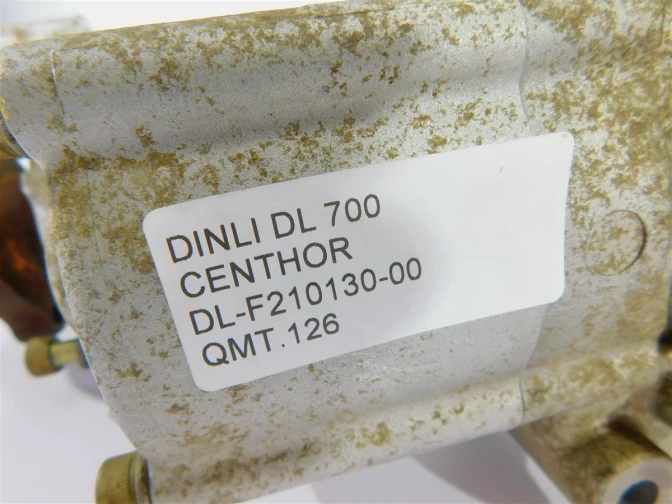 DINLI DL 700
CENTHOR
DL-F210130-00
QMT.126